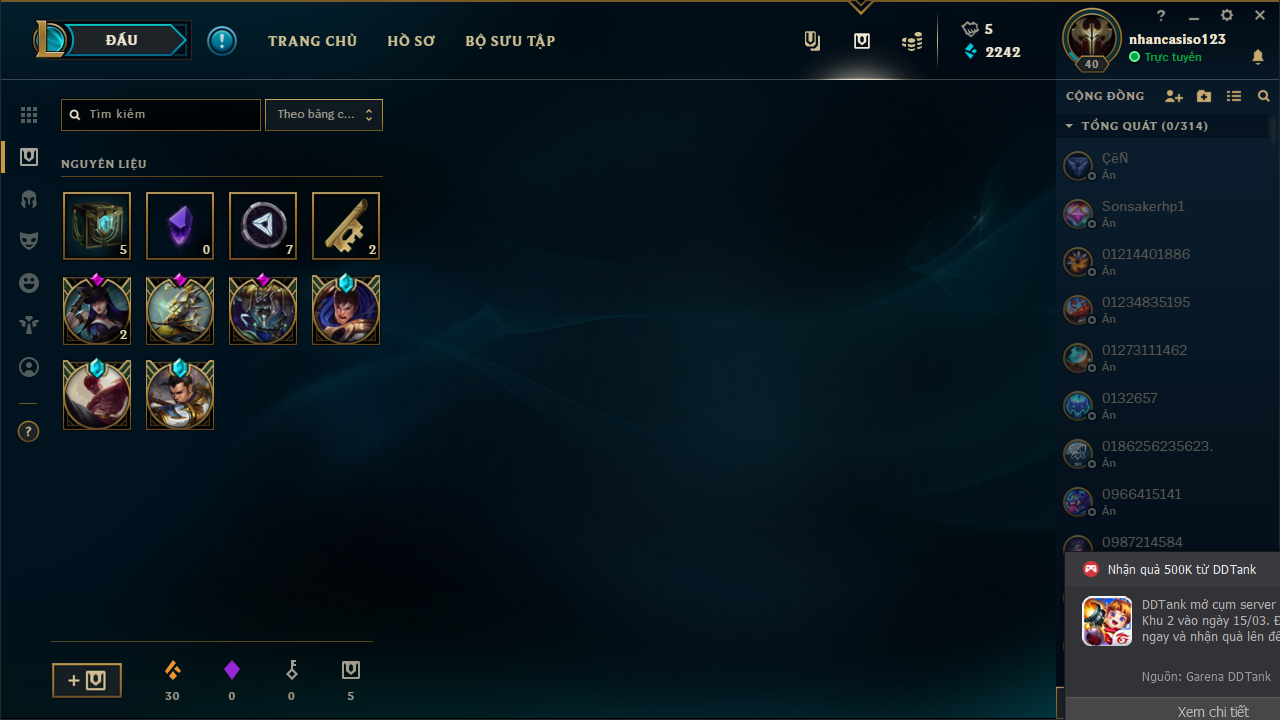 ĐẤU
!
TRANG CHỦ
HỒ SƠ
BỘ SƯU TẬP
5
2242
?
40
nhancasiso123
Trực tuyến
CỘNG ĐỒNG
TỔNG QUÁT (0/314)
Tìm kiếm
Theo bảng c...
NGUYÊN LIỆU
5
0
7
2
2
?
ÇëÑ
Ẩn
Sonsakerhp1
Ẩn
01214401886
Ẩn
01234835195
Ẩn
01273111462
Ẩn
0132657
Ẩn
0186256235623.
Ẩn
0966415141
Ẩn
0987214584
Nhận quà 500K từ DDTank
DDTank mở cụm server
Khu 2 vào ngày 15/03. Đ
ngay và nhận quà lên đế
Nguồn: Garena DDTank
Xem chi tiết
+
30
0
0
5